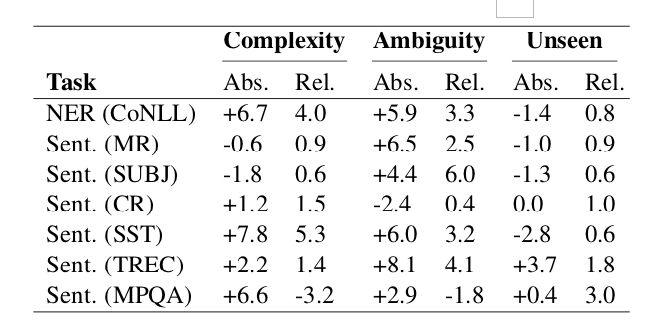 Complexity Ambiguity Unseen
Task Abs. Rel. Abs. Rel. Abs. Rel.
NER (CoNLL) +6.7 4.0 +5.9 3.3 -1.4 0.8
Sent. (MR) -0.6 0.9 +6.5 2.5 -1.0 0.9
Sent. (SUBJ) -1.8 0.6 +4.4 6.0 -1.3 0.6
Sent. (CR) +1.2 1.5 -2.4 0.4 0.0 1.0
Sent. (SST) +7.8 5.3 +6.0 3.2 -2.8 0.6
Sent. (TREC) +2.2 1.4 +8.1 4.1 +3.7 1.8
Sent. (MPQA) +6.6 -3.2 +2.9 -1.8 +0.4 3.0